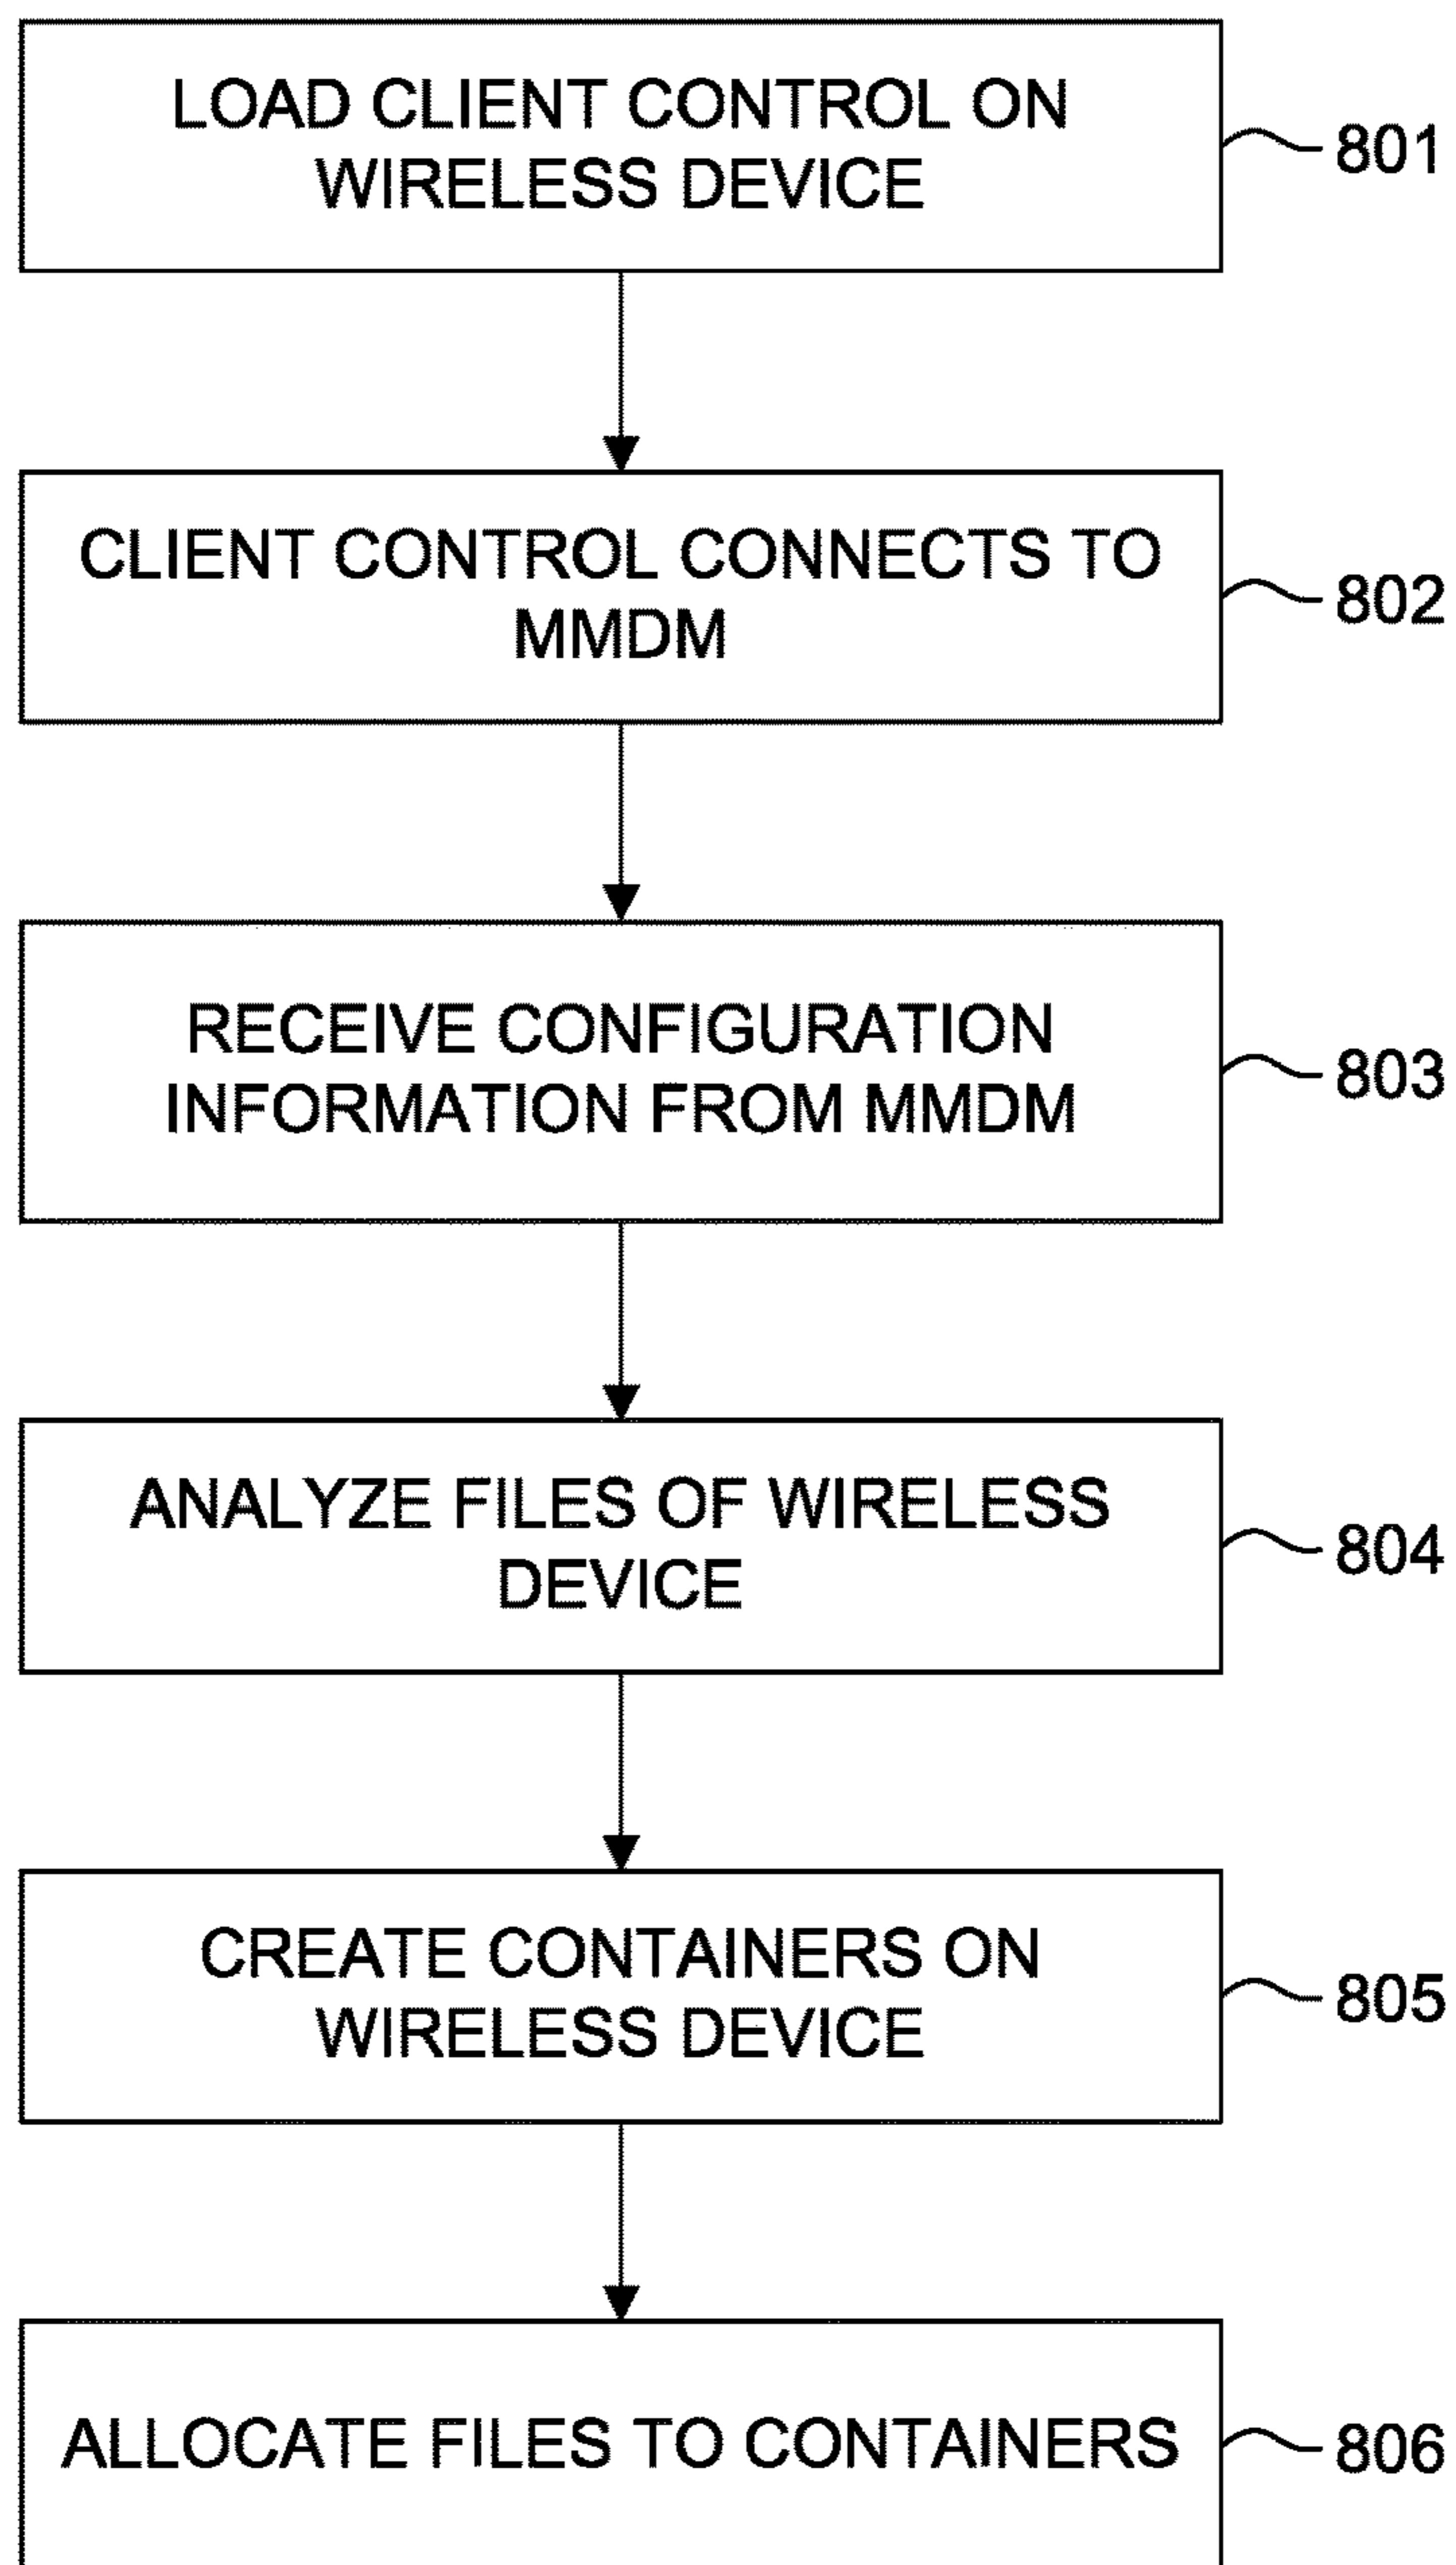 LOAD CLIENT CONTROL ON
WIRELESS DEVICE
801
CLIENT CONTROL CONNECTS TO
MMDM
802
RECEIVE CONFIGURATION
INFORMATION FROM MMDM
803
ANALYZE FILES OF WIRELESS
DEVICE
804
CREATE CONTAINERS ON
WIRELESS DEVICE
805
ALLOCATE FILES TO CONTAINERS
806